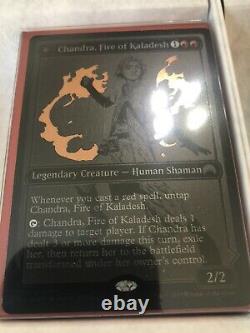 Chandra, Fire of Kaladesh 1
Legendary Creature — Human Shaman
Whenever you cast a red spell, untap
Chandra, Fire of Kaladesh.
: Chandra, Fire of Kaladesh deals 1
damage to target player. If Chandra has
dealt 3 or more damage this turn, exile
her, then return her to the battlefield
transformed under her owner's control.
2/2